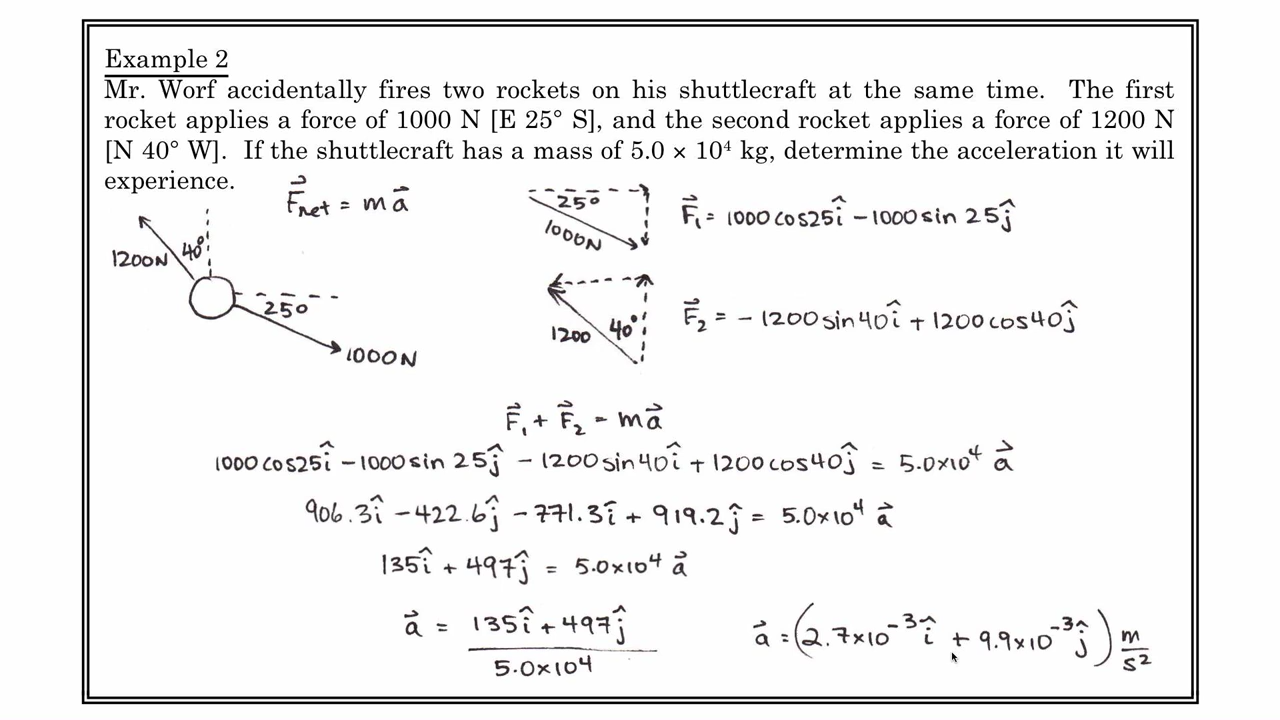 Example 2
Mr. Worf accidentally fires two rockets on his shuttlecraft at the same time. The first
rocket applies a force of 1000 N [E 25° S], and the second rocket applies a force of 1200 N
[N 40° W]. If the shuttlecraft has a mass of 5.0 × 10⁴ kg, determine the acceleration it will
experience.
F⃗net = ma⃗
25°
1000N
F⃗₁ = 1000cos25î − 1000sin 25ĵ
1200N
40°
25°
1000N
1200
40°
F⃗₂ = −1200sin40î + 1200cos40ĵ
F⃗₁ + F⃗₂ = ma⃗
1000cos25î − 1000sin 25ĵ − 1200sin40î + 1200cos40ĵ = 5.0×10⁴ a⃗
906.3î − 422.6ĵ − 771.3î + 919.2ĵ = 5.0×10⁴ a⃗
135î + 497ĵ = 5.0×10⁴ a⃗
a⃗ = 135î + 497ĵ
5.0×10⁴
a⃗ = (2.7×10⁻³î + 9.9×10⁻³ĵ) m/s²